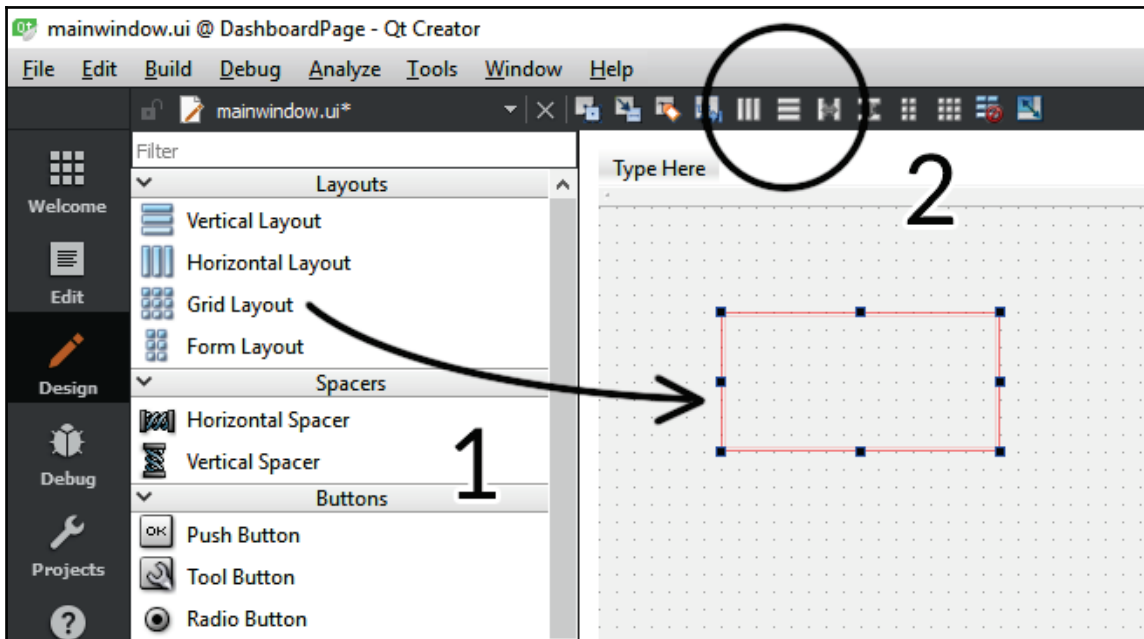 mainwindow.ui @ DashboardPage - Qt Creator
File Edit Build Debug Analyze Tools Window Help
mainwindow.ui*
Filter
Type Here
Layouts
2
Welcome
Vertical Layout
Horizontal Layout
Edit
Grid Layout
Form Layout
Design
Spacers
Horizontal Spacer
1
Vertical Spacer
Debug
Buttons
OK
Push Button
Projects
Tool Button
Radio Button
?